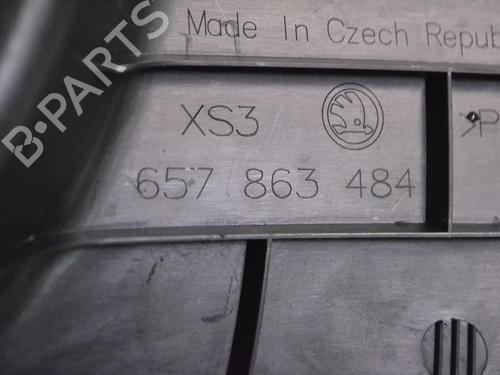 Made In Czech Repub
XS3
>P
657 863 484
B-PARTS